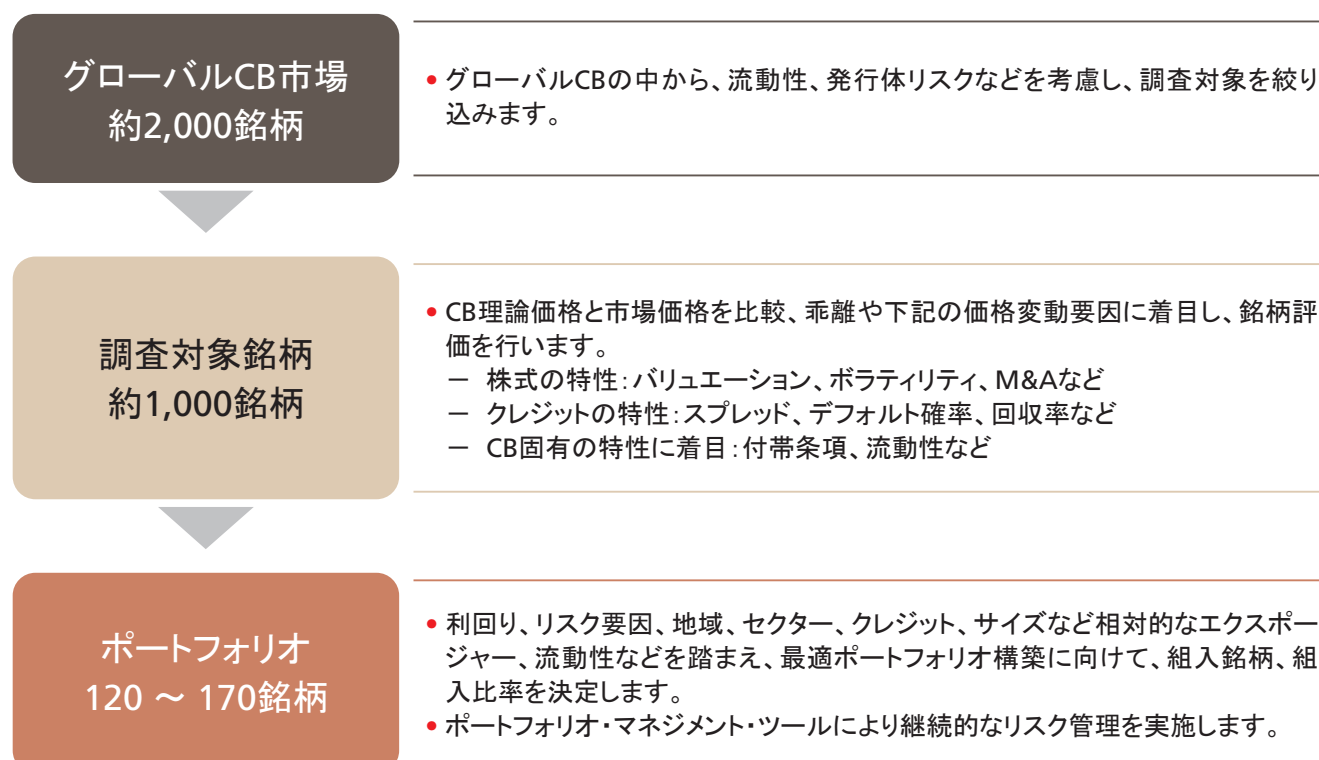 グローバルCB市場
約2,000銘柄
• グローバルCBの中から、流動性、発行体リスクなどを考慮し、調査対象を絞り
込みます。
調査対象銘柄
約1,000銘柄
• CB理論価格と市場価格を比較、乖離や下記の価格変動要因に着目し、銘柄評
価を行います。
－ 株式の特性：バリュエーション、ボラティリティ、M&Aなど
－ クレジットの特性：スプレッド、デフォルト確率、回収率など
－ CB固有の特性に着目：付帯条項、流動性など
ポートフォリオ
120 ～ 170銘柄
• 利回り、リスク要因、地域、セクター、クレジット、サイズなど相対的なエクスポー
ジャー、流動性などを踏まえ、最適ポートフォリオ構築に向けて、組入銘柄、組
入比率を決定します。
• ポートフォリオ・マネジメント・ツールにより継続的なリスク管理を実施します。